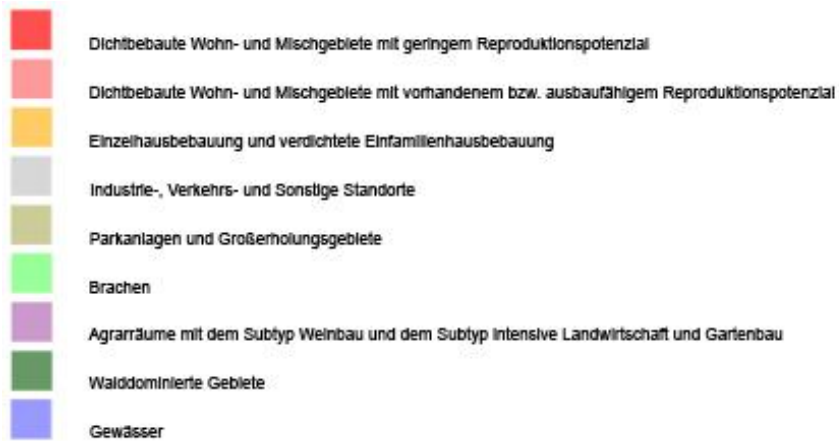 Dichtbebaute Wohn- und Mischgebiete mit geringem Reproduktionspotenzial
Dichtbebaute Wohn- und Mischgebiete mit vorhandenem bzw. ausbaufähigem Reproduktionspotenzial
Einzelhausbebauung und verdichtete Einfamilienhausbebauung
Industrie-, Verkehrs- und Sonstige Standorte
Parkanlagen und Großerholungsgebiete
Brachen
Agrarräume mit dem Subtyp Weinbau und dem Subtyp Intensive Landwirtschaft und Gartenbau
Walddominierte Gebiete
Gewässer